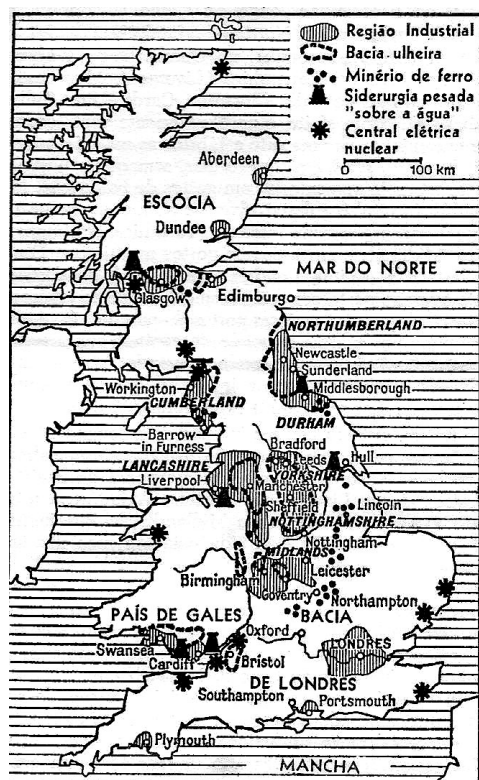 Região Industrial
Bacia ulheira
Minério de ferro
Siderurgia pesada
"sobre a água"
Central elétrica
nuclear
0 100 km
Aberdeen
ESCÓCIA
Dundee
MAR DO NORTE
Glasgow
Edimburgo
NORTHUMBERLAND
Newcastle
Sunderland
Workington
Middlesborough
CUMBERLAND
DURHAM
Barrow
in Furness
Bradford
Leeds
Hull
LANCASHIRE
YORKSHIRE
Liverpool
Manchester
Sheffield
Lincoln
NOTTINGHAMSHIRE
MIDLANDS
Nottingham
Birmingham
Leicester
Coventry
Northampton
PAÍS DE GALES
BACIA
Oxford
LONDRES
Swansea
Cardiff
Bristol
DE LONDRES
Southampton
Portsmouth
Plymouth
MANCHA